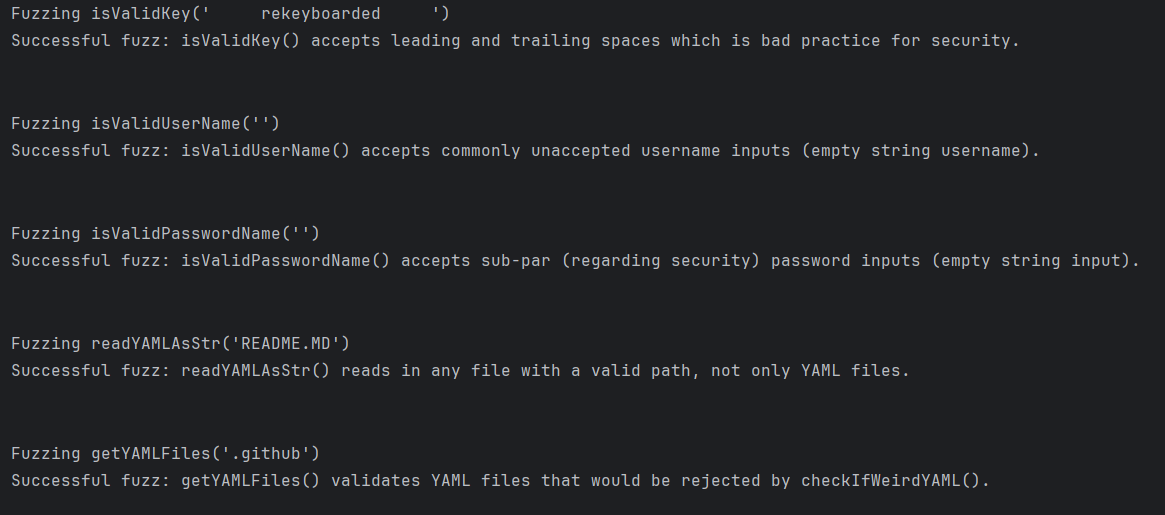 Fuzzing isValidKey('     rekeyboarded     ')
Successful fuzz: isValidKey() accepts leading and trailing spaces which is bad practice for security.
Fuzzing isValidUserName('')
Successful fuzz: isValidUserName() accepts commonly unaccepted username inputs (empty string username).
Fuzzing isValidPasswordName('')
Successful fuzz: isValidPasswordName() accepts sub-par (regarding security) password inputs (empty string input).
Fuzzing readYAMLAsStr('README.MD')
Successful fuzz: readYAMLAsStr() reads in any file with a valid path, not only YAML files.
Fuzzing getYAMLFiles('.github')
Successful fuzz: getYAMLFiles() validates YAML files that would be rejected by checkIfWeirdYAML().